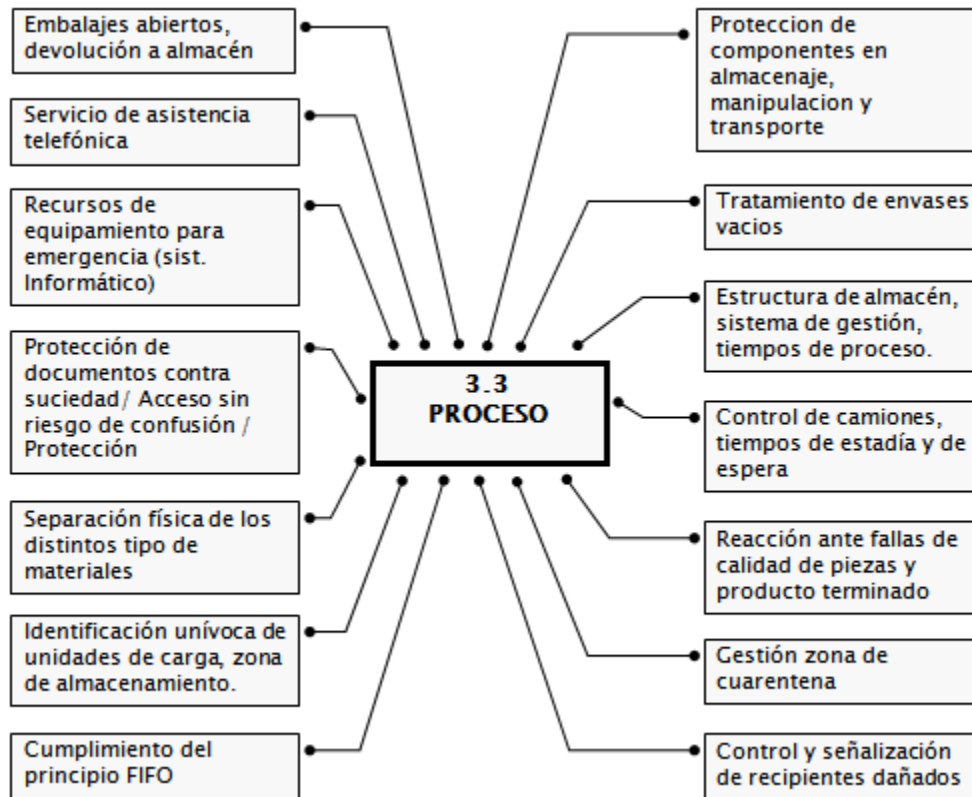 Embalajes abiertos,
devolución a almacén
Servicio de asistencia
telefónica
Recursos de
equipamiento para
emergencia (sist.
Informático)
Protección de
documentos contra
suciedad/ Acceso sin
riesgo de confusión /
Protección
Separación física de los
distintos tipo de
materiales
Identificación unívoca de
unidades de carga, zona
de almacenamiento.
Cumplimiento del
principio FIFO
3.3
PROCESO
Proteccion de
componentes en
almacenaje,
manipulacion y
transporte
Tratamiento de envases
vacios
Estructura de almacén,
sistema de gestión,
tiempos de proceso.
Control de camiones,
tiempos de estadía y de
espera
Reacción ante fallas de
calidad de piezas y
producto terminado
Gestión zona de
cuarentena
Control y señalización
de recipientes dañados